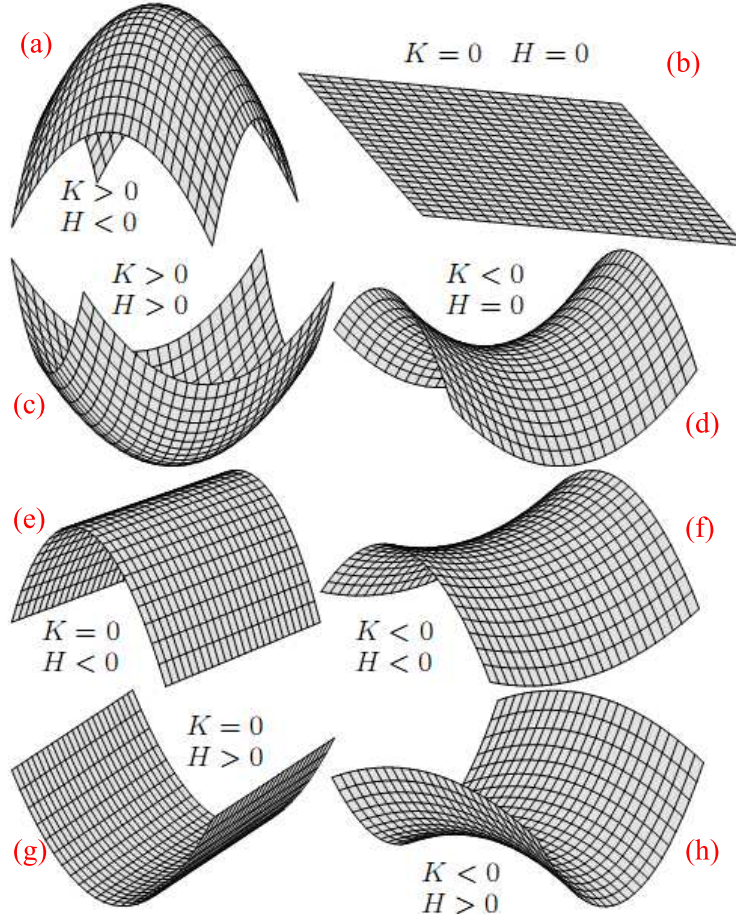 (a)
K = 0 H = 0
(b)
K > 0
H < 0
K > 0
H > 0
K < 0
H = 0
(c)
(d)
(e)
(f)
K = 0
H < 0
K < 0
H < 0
K = 0
H > 0
(g)
(h)
K < 0
H > 0